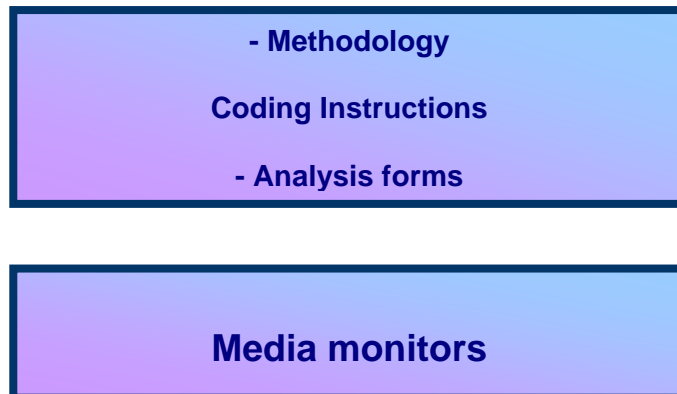 - Methodology
Coding Instructions
- Analysis forms
Media monitors